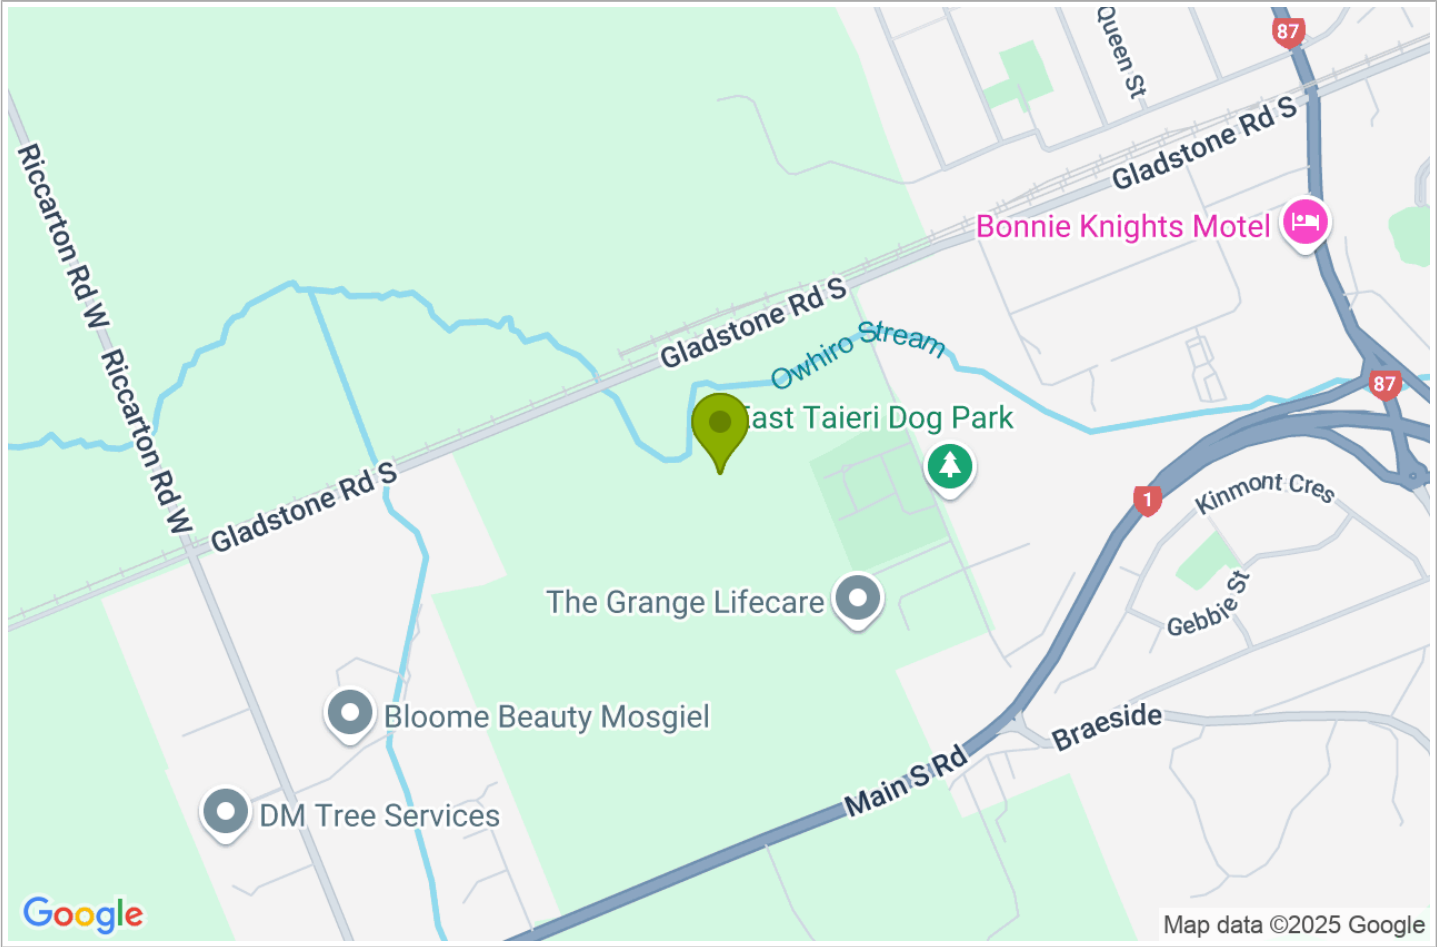 Queen St
87
Gladstone Rd S
Riccarton Rd W
Bonnie Knights Motel
Gladstone Rd S
Owhiro Stream
Riccarton Rd W
87
East Taieri Dog Park
1
Kinmont Cres
Gladstone Rd S
The Grange Lifecare
Gebbie St
Bloome Beauty Mosgiel
Braeside
Main S Rd
DM Tree Services
Google
Map data ©2025 Google